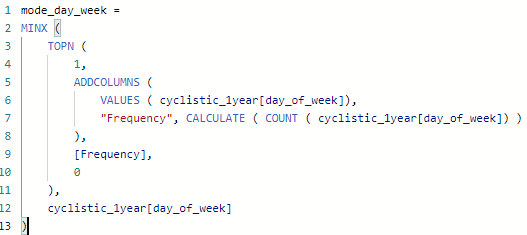 1 mode_day_week =
2 MINX (
3 TOPN (
4 1,
5 ADDCOLUMNS (
6 VALUES ( cyclistic_1year[day_of_week]),
7 "Frequency", CALCULATE ( COUNT ( cyclistic_1year[day_of_week]) )
8 ),
9 [Frequency],
10 0
11 ),
12 cyclistic_1year[day_of_week]
13 )